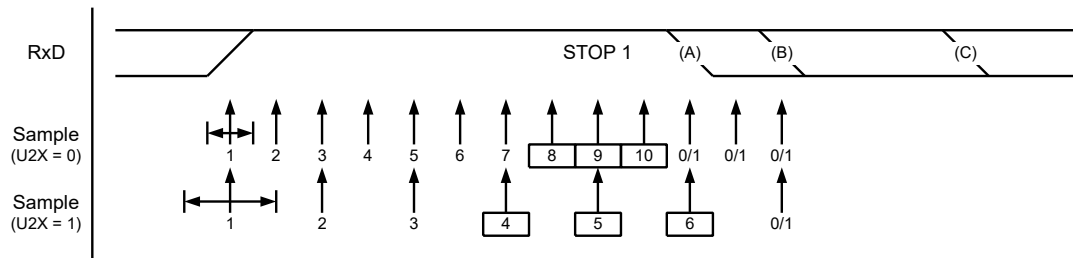 RxD
STOP 1
(A)
(B)
(C)
Sample
(U2X = 0)
1 2 3 4 5 6 7 8 9 10 0/1 0/1 0/1
Sample
(U2X = 1)
1 2 3 4 5 6 0/1